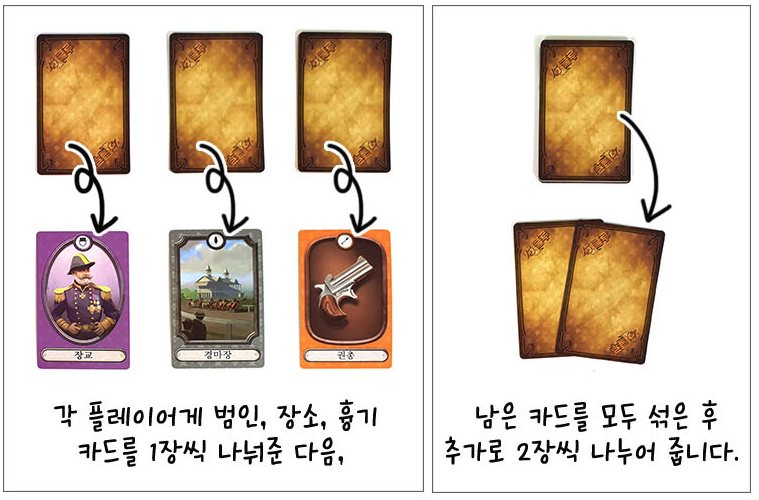 장교
경마장
권총
각 플레이어게 범인, 장소, 흉기
카드를 1장씩 나눠준 다음,
남은 카드를 모두 섞은 후
추가로 2장씩 나누어 줍니다.